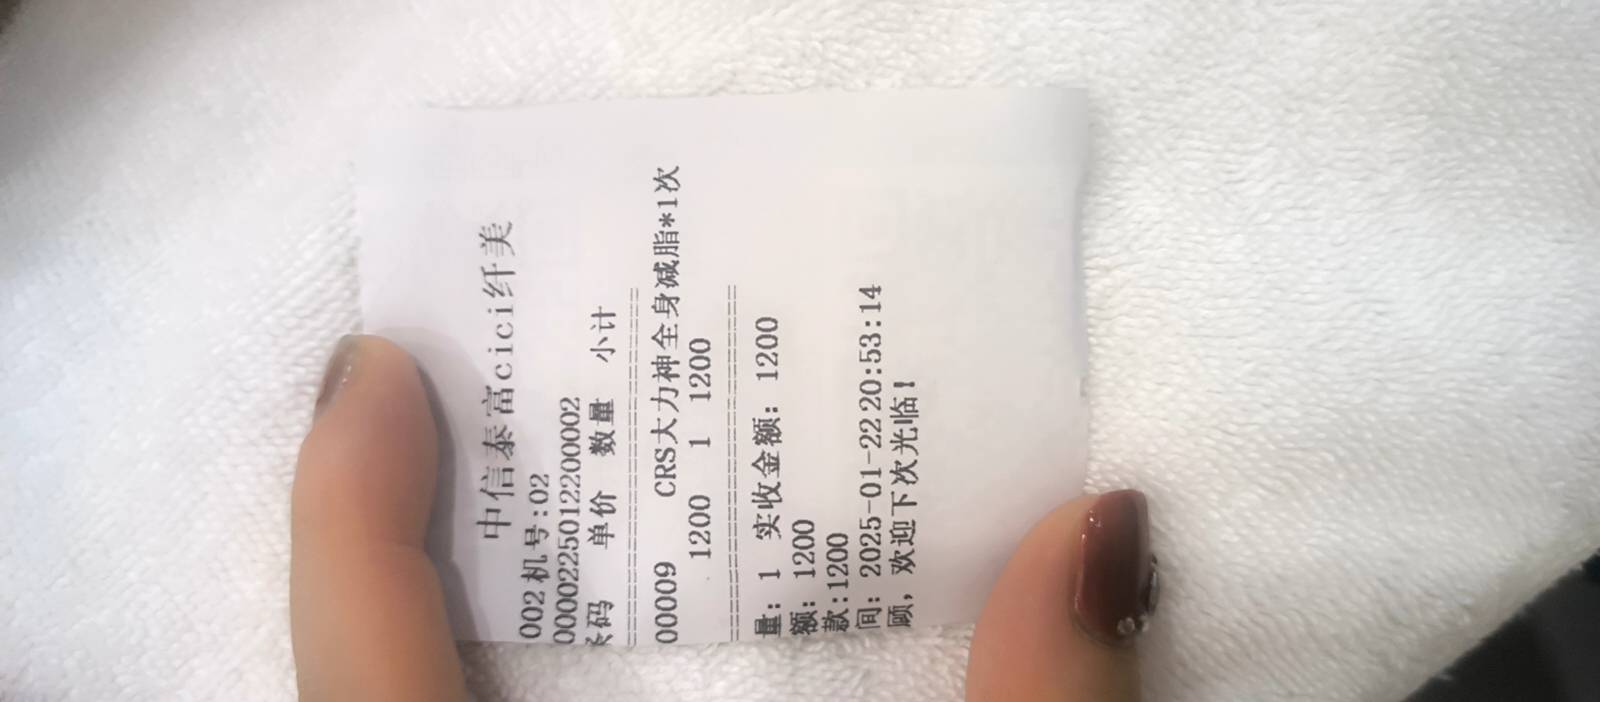 中信泰富cici纤美
002机号:02
0000225012200002
码 单价 数量 小计
00009 CRS大力神全身减脂*1次
1200 1 1200
量: 1 实收金额: 1200
额: 1200
款:1200
间: 2025-01-22 20:53:14
顾, 欢迎下次光临!